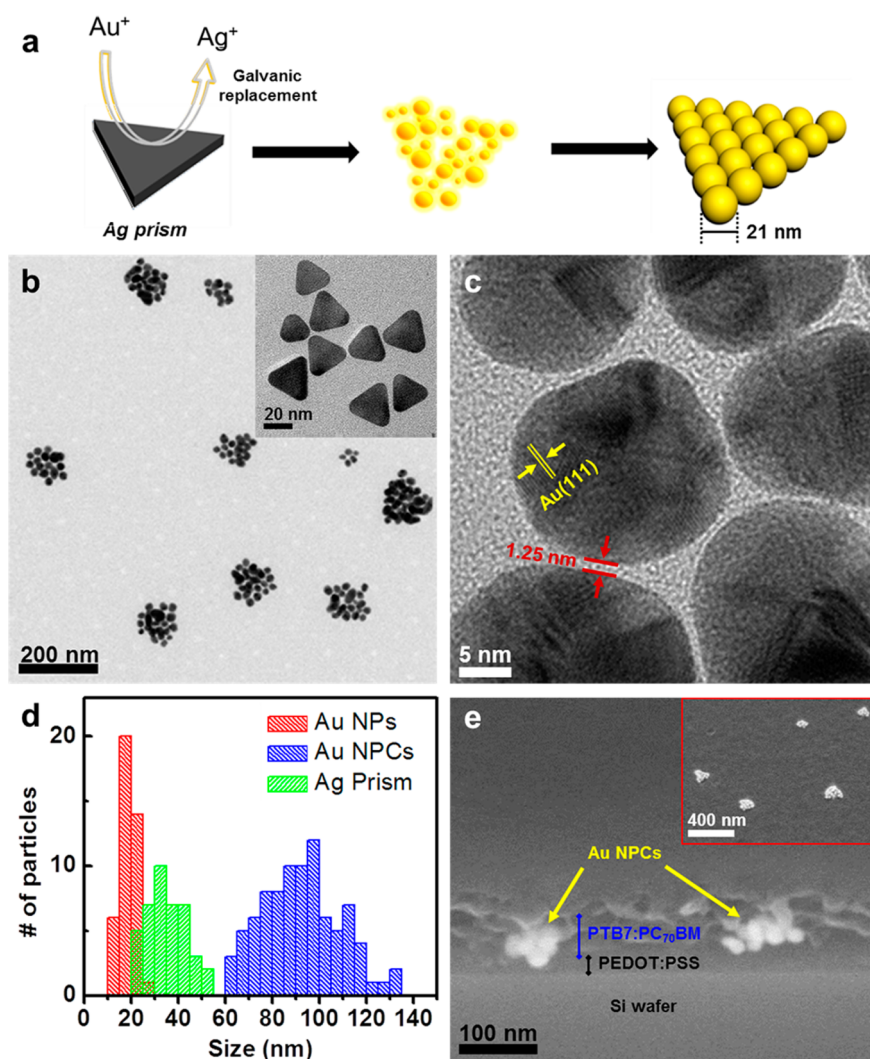 a
Au⁺
Ag⁺
Galvanic
replacement
Ag prism
21 nm
b
20 nm
200 nm
c
Au(111)
1.25 nm
5 nm
d
Au NPs
Au NPCs
Ag Prism
# of particles
20
10
0
0 20 40 60 80 100 120 140
Size (nm)
e
400 nm
Au NPCs
PTB7:PC₇₀BM
PEDOT:PSS
Si wafer
100 nm